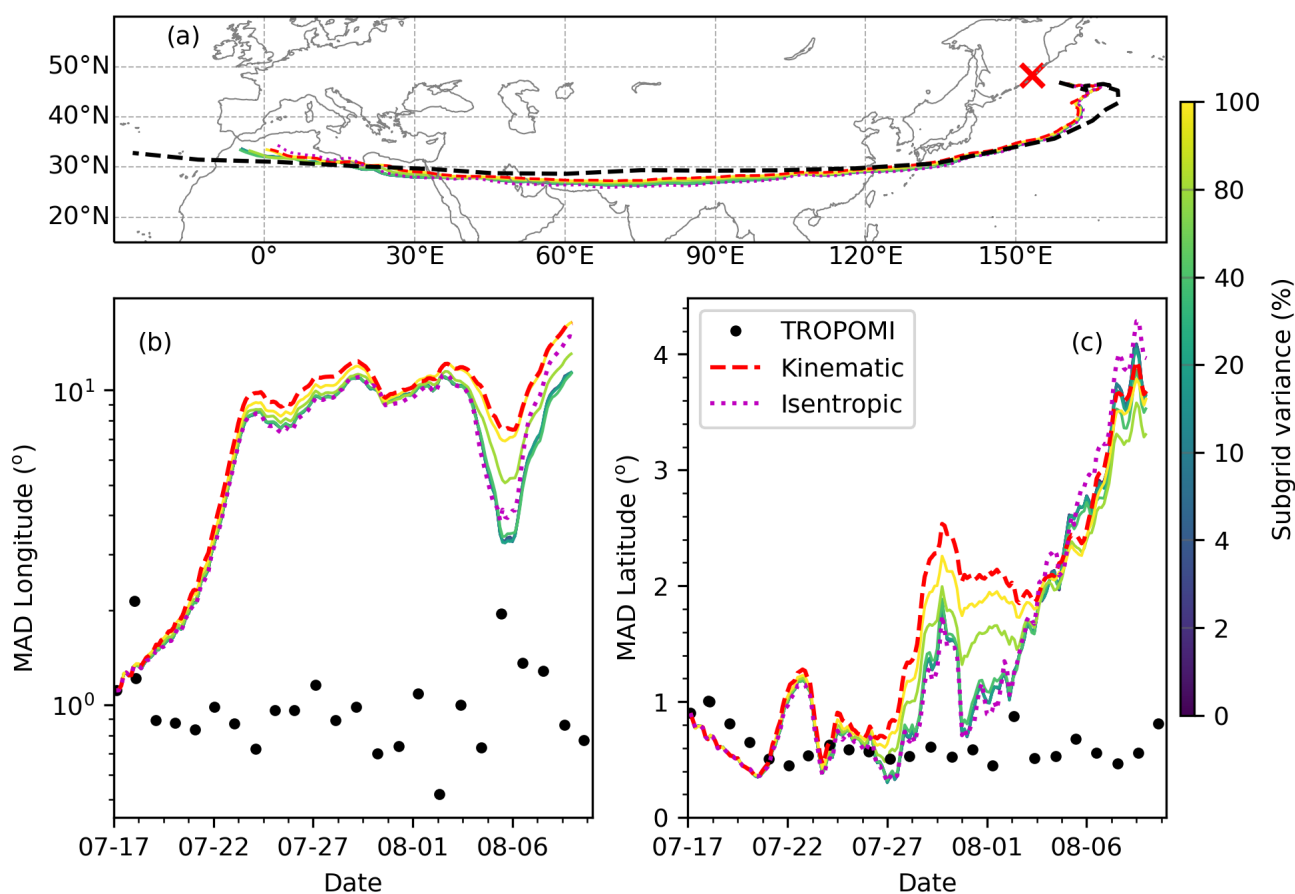 (a)
50°N
40°N
30°N
20°N
0° 30°E 60°E 90°E 120°E 150°E
(b)
10¹
10⁰
MAD Longitude (°)
07-17 07-22 07-27 08-01 08-06
Date
(c)
TROPOMI
Kinematic
Isentropic
4
3
2
1
0
MAD Latitude (°)
07-17 07-22 07-27 08-01 08-06
Date
100
80
40
20
10
4
2
0
Subgrid variance (%)